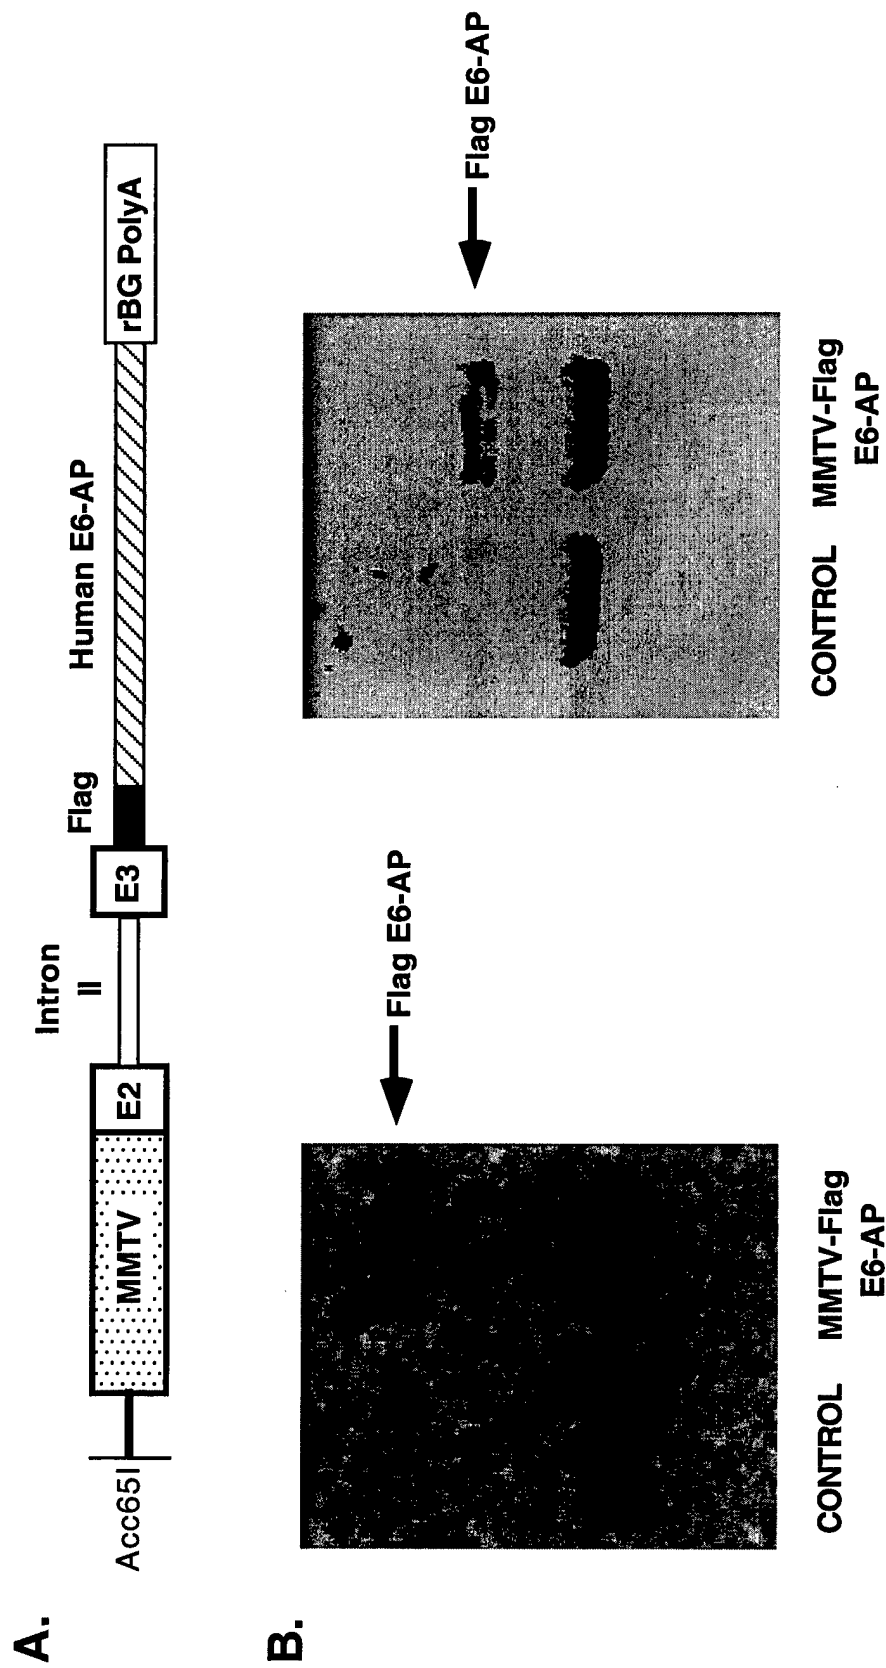 A.
Acc65I
MMTV
E2
Intron
II
E3
Flag
Human E6-AP
rBG PolyA
B.
Flag E6-AP
CONTROL
MMTV-Flag
E6-AP
Flag E6-AP
CONTROL
MMTV-Flag
E6-AP